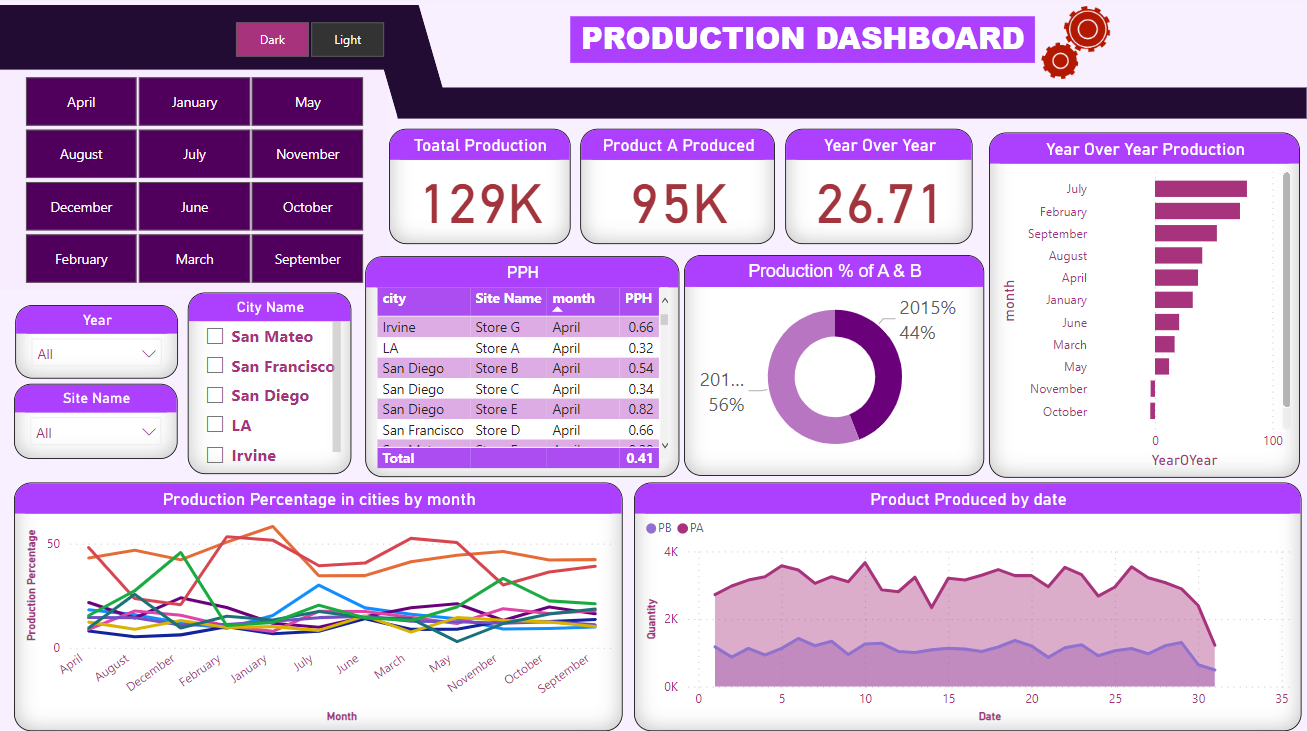 Dark
Light
PRODUCTION DASHBOARD
April January May
August July November
December June October
February March September
Toatal Production
129K
Product A Produced
95K
Year Over Year
26.71
Year Over Year Production
month
July
February
September
August
April
January
June
March
May
November
October
0 100
YearOYear
Year
All
Site Name
All
City Name
San Mateo
San Francisco
San Diego
LA
Irvine
PPH
city Site Name month PPH
Irvine Store G April 0.66
LA Store A April 0.32
San Diego Store B April 0.54
San Diego Store C April 0.34
San Diego Store E April 0.82
San Francisco Store D April 0.66
Total 0.41
Production % of A & B
2015%
44%
201...
56%
Production Percentage in cities by month
Production Percentage
50
0
April August December February January July June March May November October September
Month
Product Produced by date
PB PA
Quantity
4K
2K
0K
0 5 10 15 20 25 30 35
Date